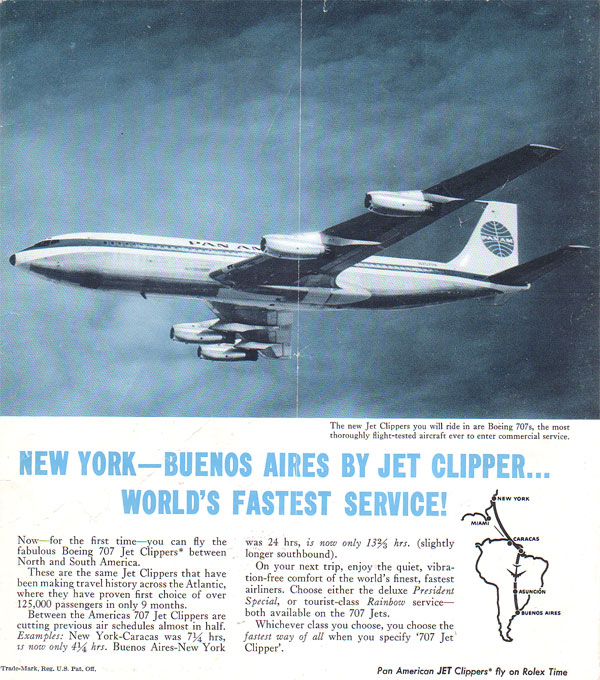 PAN AM
PAN AM
The new Jet Clippers you will ride in are Boeing 707s, the most
thoroughly flight-tested aircraft ever to enter commercial service.
NEW YORK—BUENOS AIRES BY JET CLIPPER...
WORLD'S FASTEST SERVICE!
Now—for the first time—you can fly the
fabulous Boeing 707 Jet Clippers* between
North and South America.
These are the same Jet Clippers that have
been making travel history across the Atlantic,
where they have proven first choice of over
125,000 passengers in only 9 months.
Between the Americas 707 Jet Clippers are
cutting previous air schedules almost in half.
Examples: New York-Caracas was 7¼ hrs,
is now only 4¼ hrs. Buenos Aires-New York
was 24 hrs, is now only 13⅔ hrs. (slightly
longer southbound).
On your next trip, enjoy the quiet, vibra-
tion-free comfort of the world's finest, fastest
airliners. Choose either the deluxe President
Special, or tourist-class Rainbow service—
both available on the 707 Jets.
Whichever class you choose, you choose the
fastest way of all when you specify '707 Jet
Clipper'.
NEW YORK
MIAMI
CARACAS
ASUNCIÓN
BUENOS AIRES
Trade-Mark, Reg. U.S. Pat. Off.
Pan American JET Clippers* fly on Rolex Time